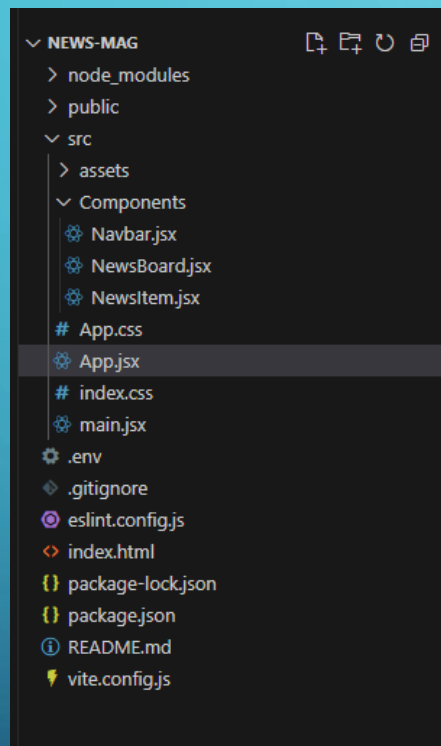 NEWS-MAG
node_modules
public
src
assets
Components
Navbar.jsx
NewsBoard.jsx
NewsItem.jsx
# App.css
App.jsx
# index.css
main.jsx
.env
.gitignore
eslint.config.js
<> index.html
{} package-lock.json
{} package.json
README.md
vite.config.js